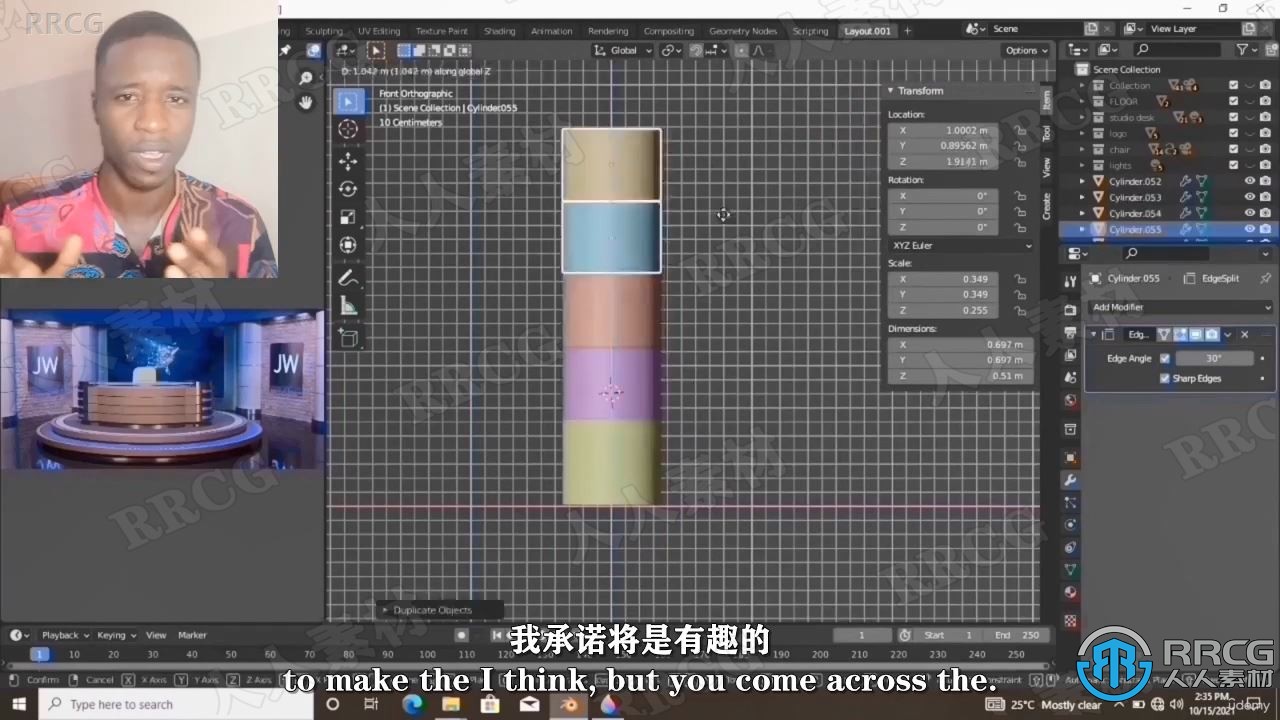 RRCG
Sculpting UV Editing Texture Paint Shading Animation Rendering Compositing Geometry Nodes Scripting Layout.001 +
Scene
View Layer
Global
Options
D: 1.042 m (1.042 m) along global Z
Front Orthographic
(1) Scene Collection | Cylinder.055
10 Centimeters
Transform
Location:
X 1.0002 m
Y 0.89562 m
Z 1.9141 m
Rotation:
X 0°
Y 0°
Z 0°
XYZ Euler
Scale:
X 0.349
Y 0.349
Z 0.255
Dimensions:
X 0.697 m
Y 0.697 m
Z 0.51 m
Item
Tool
View
Create
Scene Collection
Collection
FLOOR
studio desk
logo
chair
lights
Cylinder.052
Cylinder.053
Cylinder.054
Cylinder.055
Cylinder.055 EdgeSplit
Add Modifier
Edg...
Edge Angle 30°
Sharp Edges
JW
JW
Duplicate Objects
Playback Keying View Marker
1
Start 1 End 250
1 10 20 30 40 50 60 70 80 90
190 200 210 220 230 240 250
Confirm Cancel X X Axis Y Y Axis Z Z Axis
我承诺将是有趣的
to make the I think, but you come across the.
Type here to search
25°C Mostly clear
2:35 PM
RRCG
人人素材
ûdemy